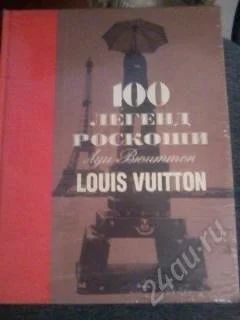 100
ЛЕГЕНД
РОСКОШИ
Луи Вюиттон
LOUIS VUITTON
24au.ru